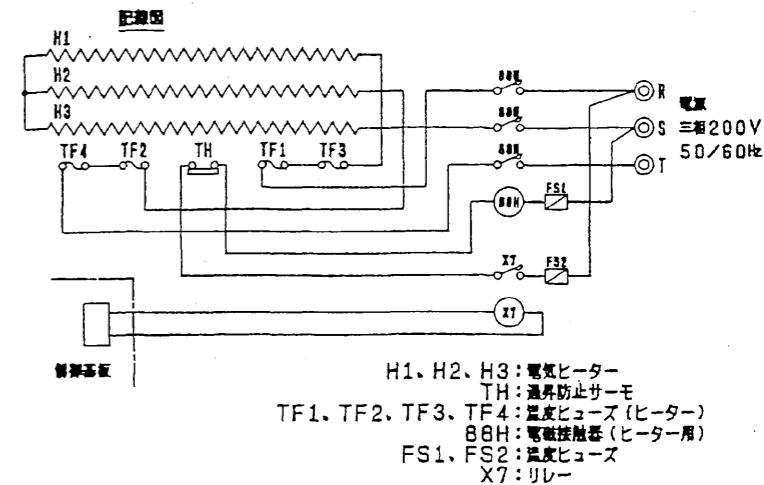 配線図
H1
H2
H3
TF4 TF2 TH TF1 TF3
88H
88H
88H
R
S
T
電源
三相200V
50/60Hz
88H FS1
X7 FS2
X7
制御基板
H1、H2、H3：電気ヒーター
TH：過昇防止サーモ
TF1、TF2、TF3、TF4：温度ヒューズ（ヒーター）
88H：電磁接触器（ヒーター用）
FS1、FS2：温度ヒューズ
X7：リレー